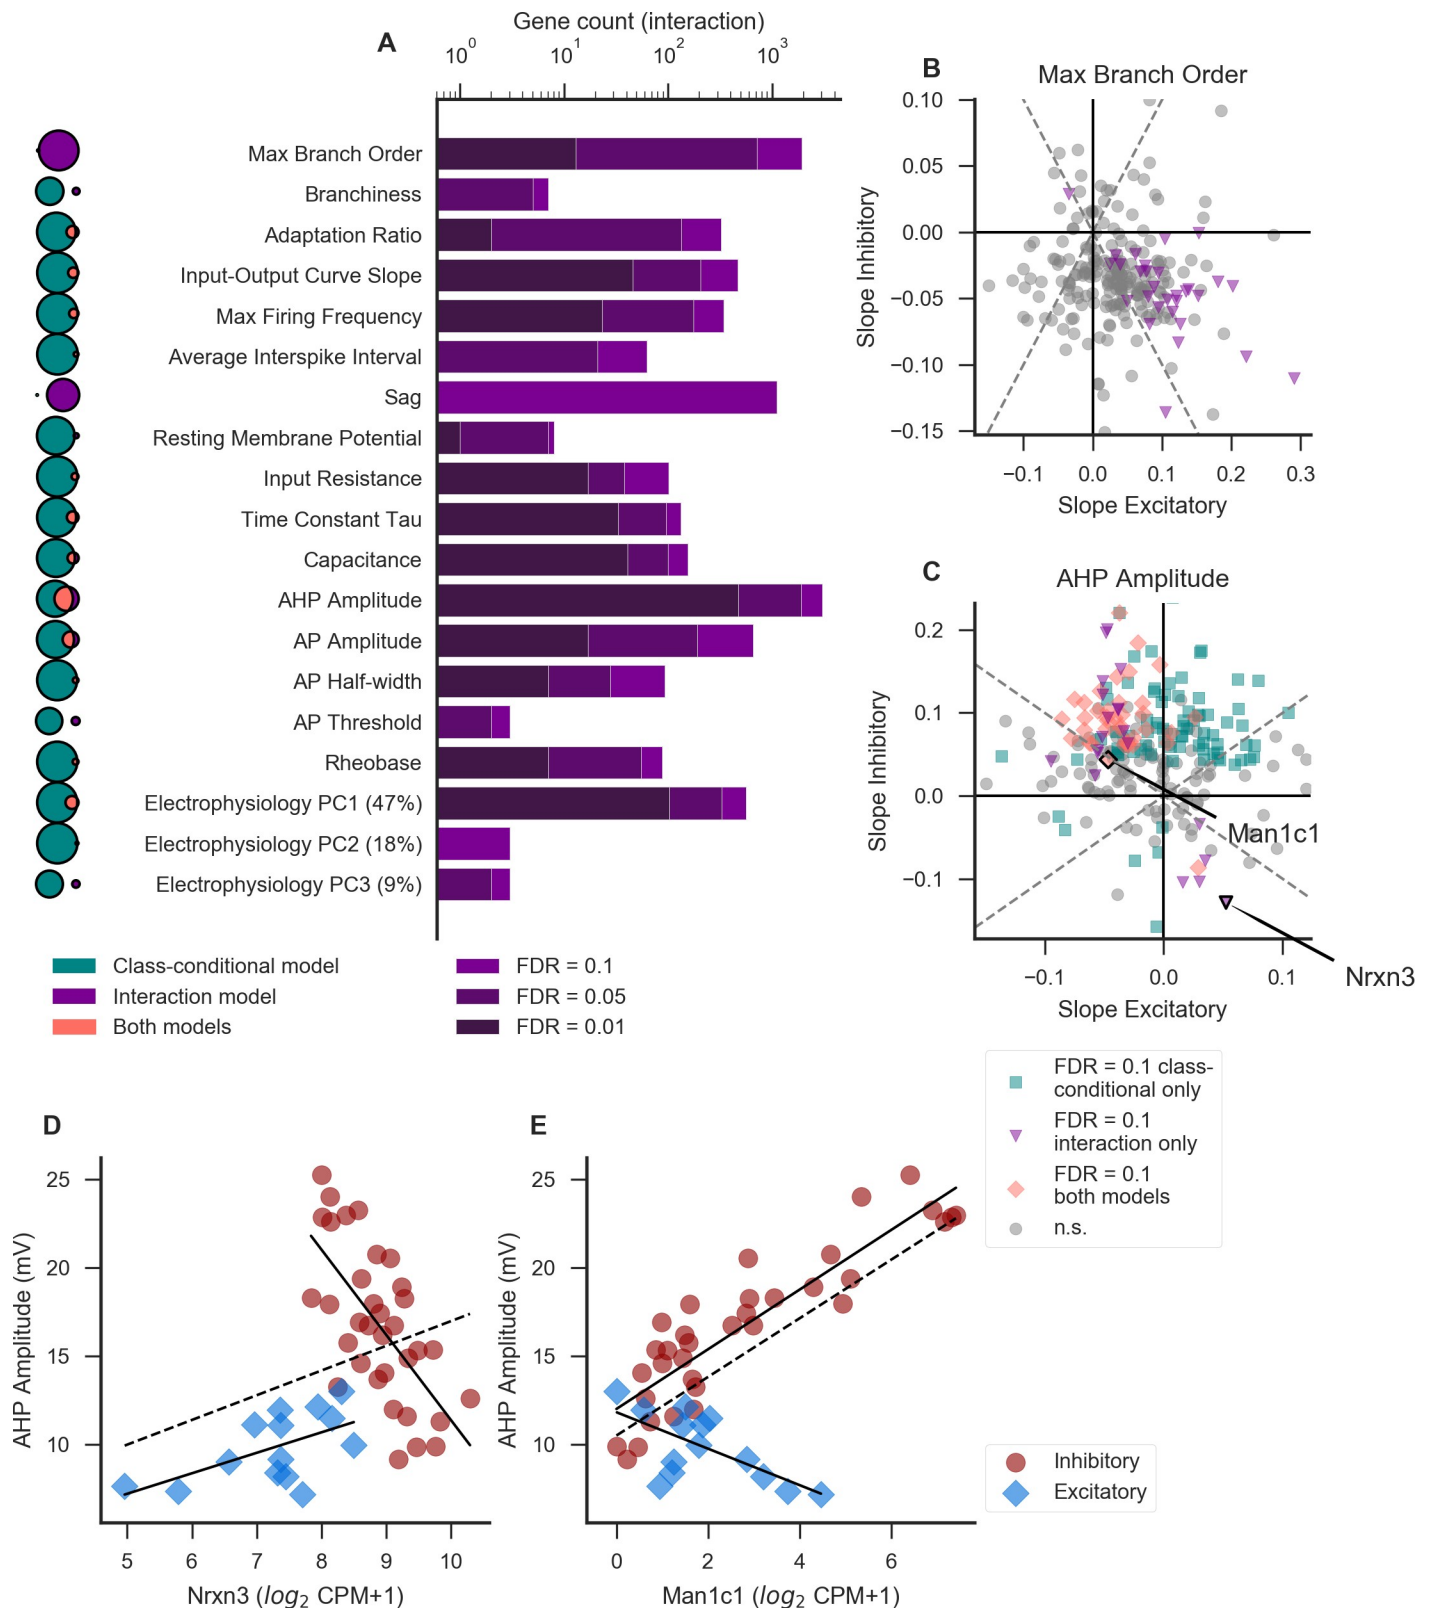 A
Gene count (interaction)
10^0 10^1 10^2 10^3
Max Branch Order
Branchiness
Adaptation Ratio
Input-Output Curve Slope
Max Firing Frequency
Average Interspike Interval
Sag
Resting Membrane Potential
Input Resistance
Time Constant Tau
Capacitance
AHP Amplitude
AP Amplitude
AP Half-width
AP Threshold
Rheobase
Electrophysiology PC1 (47%)
Electrophysiology PC2 (18%)
Electrophysiology PC3 (9%)
Class-conditional model
Interaction model
Both models
FDR = 0.1
FDR = 0.05
FDR = 0.01
B
Max Branch Order
Slope Inhibitory
0.10
0.05
0.00
−0.05
−0.10
−0.15
−0.1 0.0 0.1 0.2 0.3
Slope Excitatory
C
AHP Amplitude
Slope Inhibitory
0.2
0.1
0.0
−0.1
Man1c1
Nrxn3
−0.1 0.0 0.1
Slope Excitatory
FDR = 0.1 class-
conditional only
FDR = 0.1
interaction only
FDR = 0.1
both models
n.s.
D
AHP Amplitude (mV)
25
20
15
10
5 6 7 8 9 10
Nrxn3 (log₂ CPM+1)
E
AHP Amplitude (mV)
25
20
15
10
0 2 4 6
Man1c1 (log₂ CPM+1)
Inhibitory
Excitatory